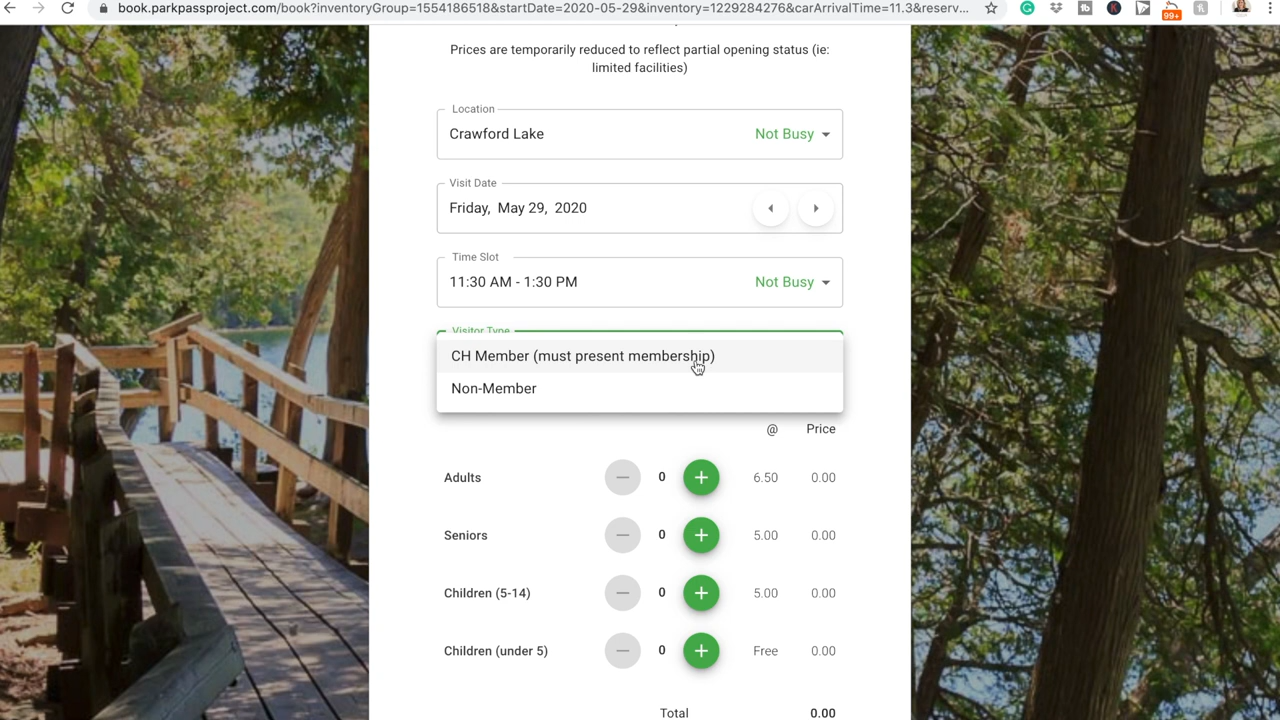 book.parkpassproject.com/book?inventoryGroup=1554186518&startDate=2020-05-29&inventory=1229284276&carArrivalTime=11.3&reserv...
99+
Prices are temporarily reduced to reflect partial opening status (ie:
limited facilities)
Location
Crawford Lake Not Busy
Visit Date
Friday, May 29, 2020
Time Slot
11:30 AM - 1:30 PM Not Busy
Visitor Type
CH Member (must present membership)
Non-Member
@ Price
Adults 0 6.50 0.00
Seniors 0 5.00 0.00
Children (5-14) 0 5.00 0.00
Children (under 5) 0 Free 0.00
Total 0.00